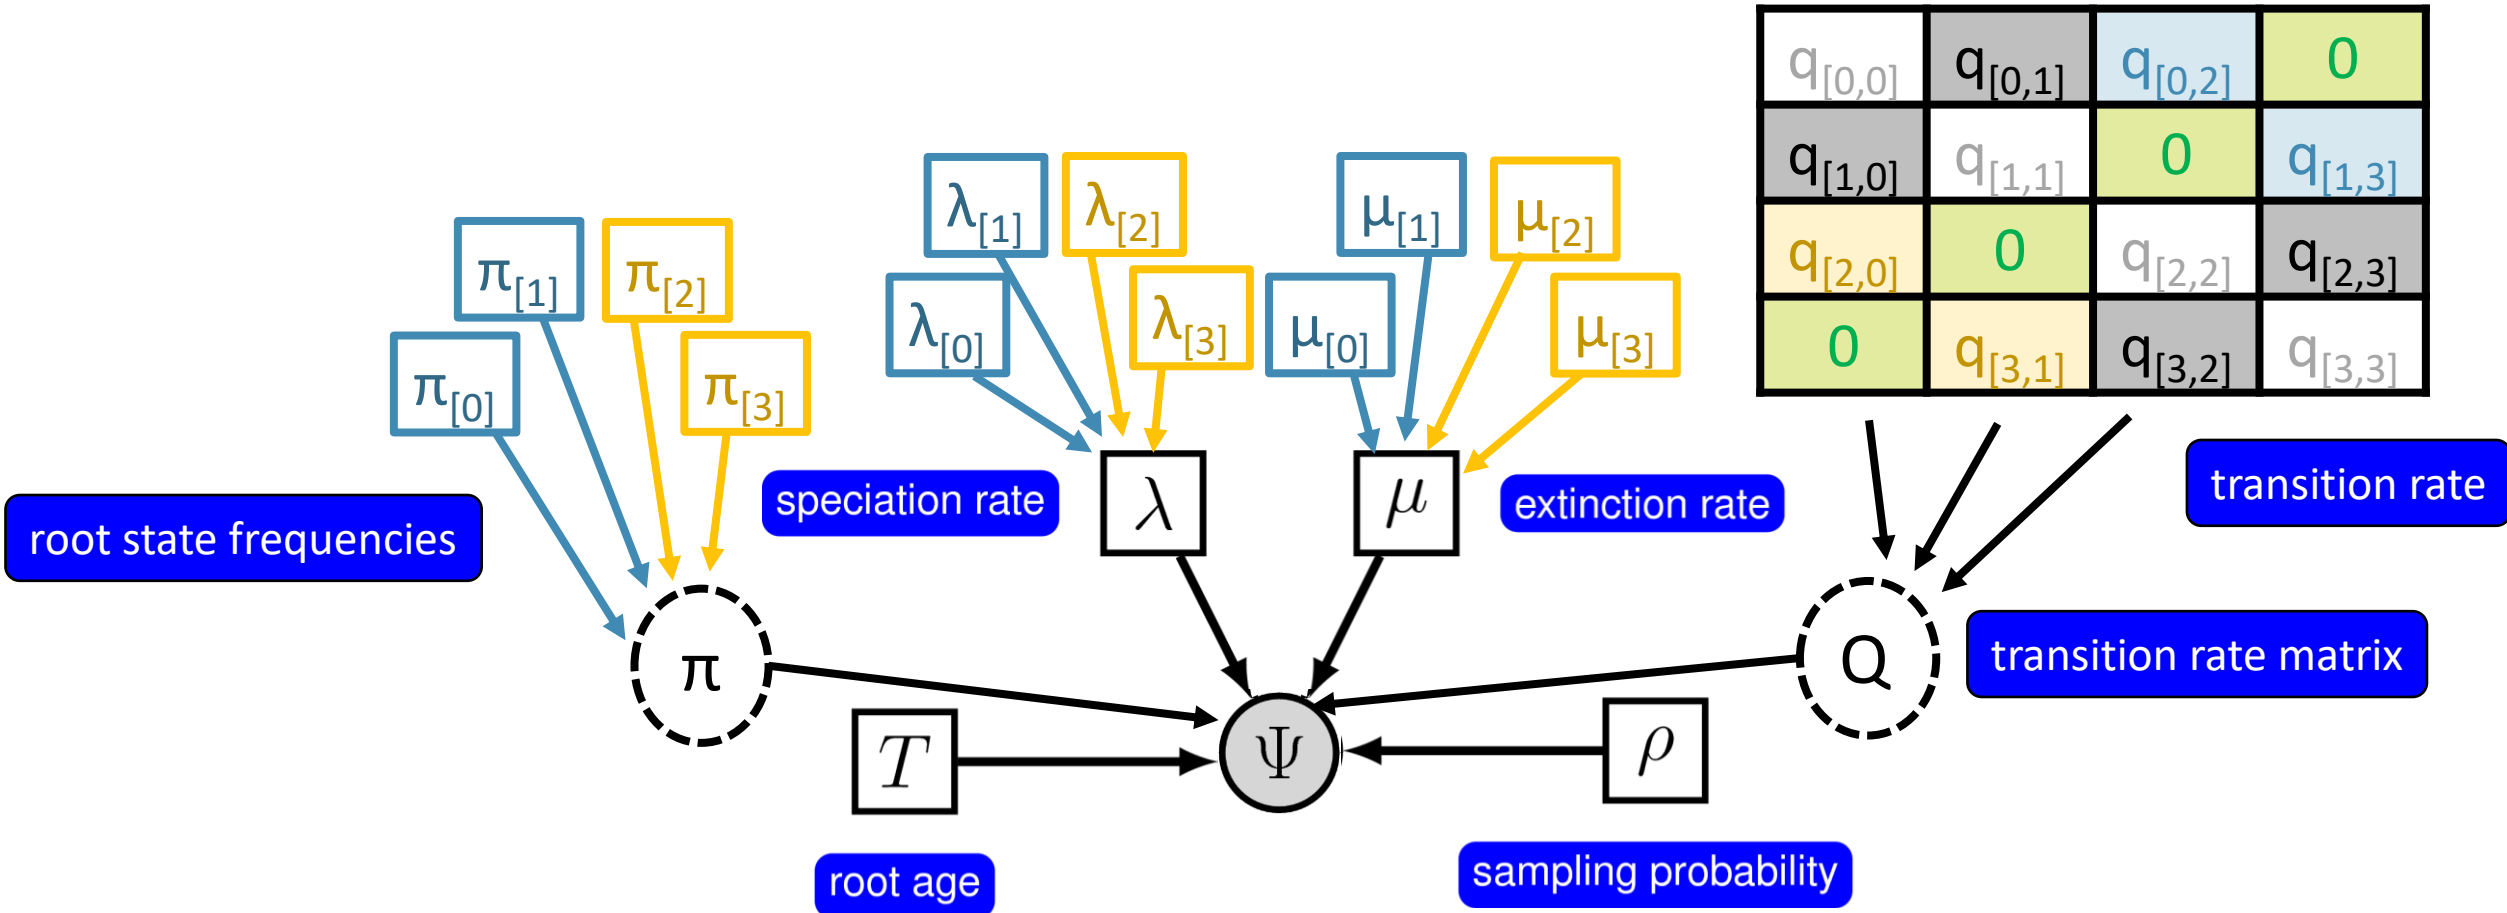 q[0,0] q[0,1] q[0,2] 0
q[1,0] q[1,1] 0 q[1,3]
q[2,0] 0 q[2,2] q[2,3]
0 q[3,1] q[3,2] q[3,3]
λ[1] λ[2] μ[1] μ[2]
π[1] π[2] λ[0] λ[3] μ[0] μ[3]
π[0] π[3]
speciation rate λ μ extinction rate transition rate
root state frequencies
π Q transition rate matrix
T Ψ ρ
root age sampling probability